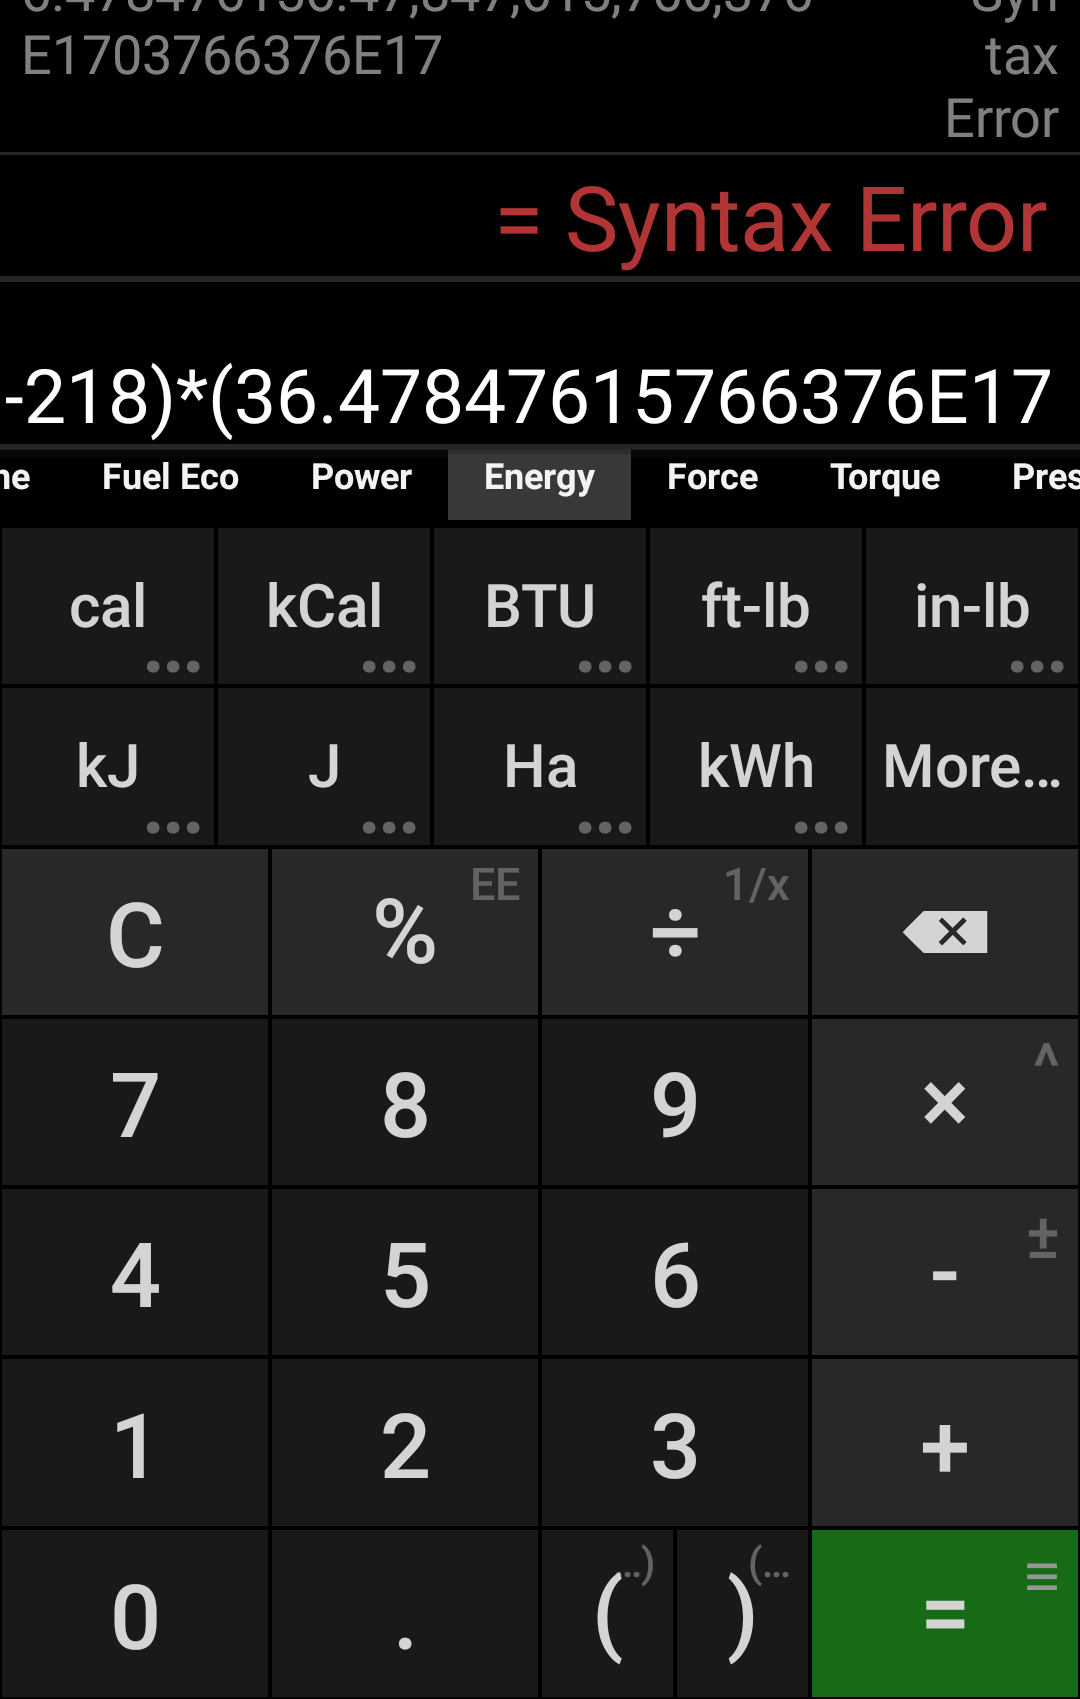 E1703766376E17
Syn
tax
Error
= Syntax Error
-218)*(36.47847615766376E17
ne Fuel Eco Power Energy Force Torque Pres
cal kCal BTU ft-lb in-lb
kJ J Ha kWh More...
C % EE ÷ 1/x
7 8 9 × ^
4 5 6 - ±
1 2 3 +
0 . ( ..) ) (... =